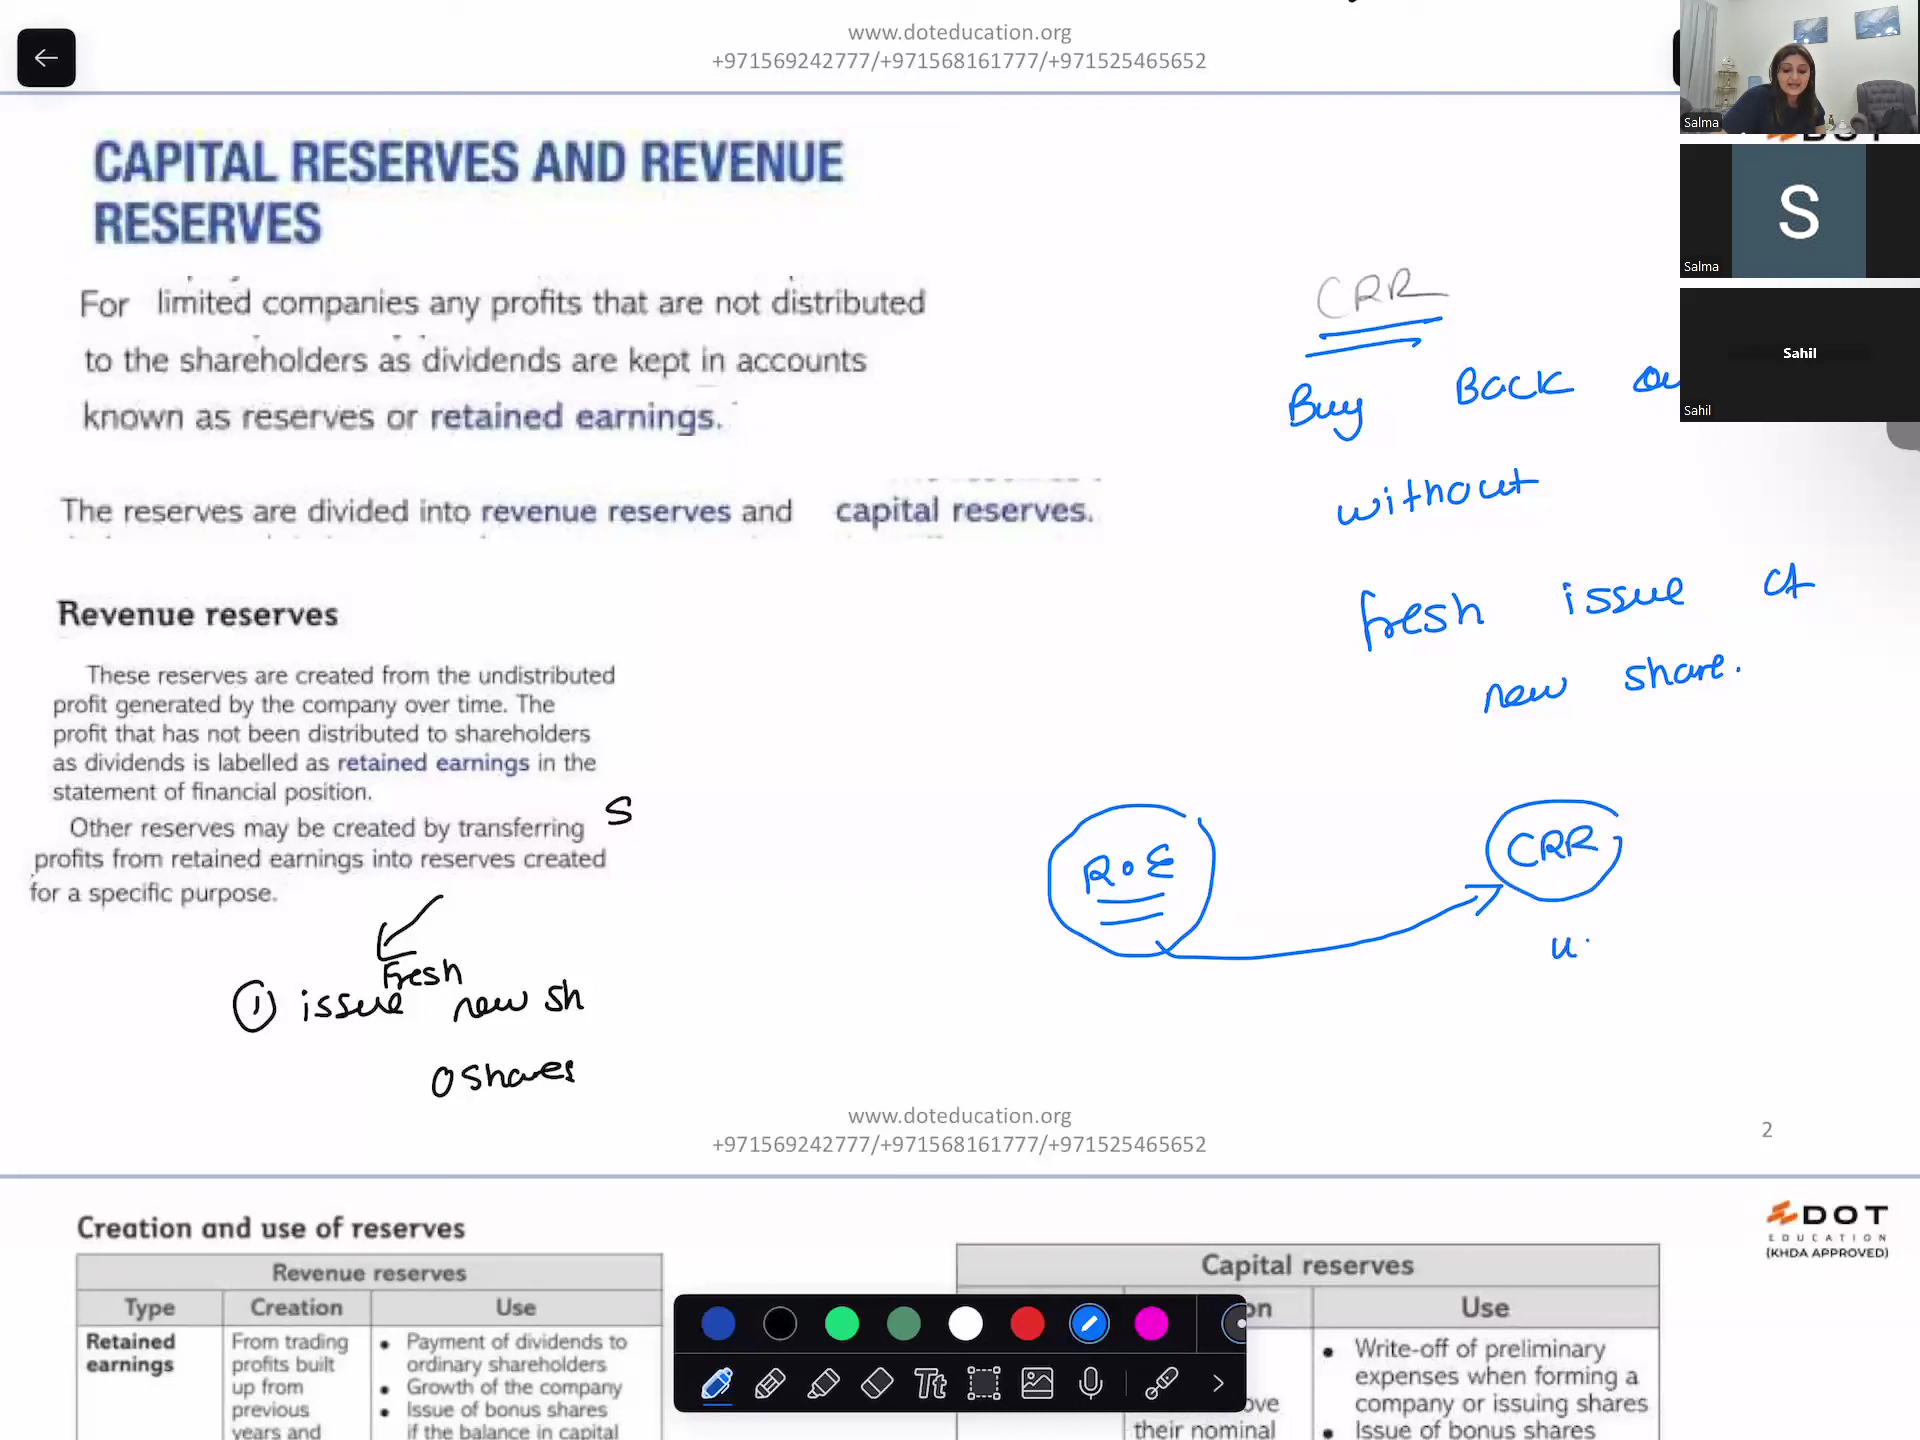 www.doteducation.org
+971569242777/+971568161777/+971525465652
Salma
CAPITAL RESERVES AND REVENUE
RESERVES
S
Salma
For limited companies any profits that are not distributed
to the shareholders as dividends are kept in accounts
known as reserves or retained earnings.
The reserves are divided into revenue reserves and capital reserves.
CRR
Sahil
Sahil
Buy Back
without
fresh issue of
new share.
Revenue reserves
These reserves are created from the undistributed
profit generated by the company over time. The
profit that has not been distributed to shareholders
as dividends is labelled as retained earnings in the
statement of financial position.
Other reserves may be created by transferring
profits from retained earnings into reserves created
for a specific purpose.
S
Fresh
① issue new sh
0 shares
R.E
CRR
u.
www.doteducation.org
+971569242777/+971568161777/+971525465652
2
DOT
EDUCATION
(KHDA APPROVED)
Creation and use of reserves
Revenue reserves
Type Creation Use
Retained
earnings
From trading
profits built
up from
previous
years and
• Payment of dividends to
ordinary shareholders
• Growth of the company
• Issue of bonus shares
if the balance in capital
Capital reserves
on Use
ove
their nominal
• Write-off of preliminary
expenses when forming a
company or issuing shares
• Issue of bonus shares
Tt